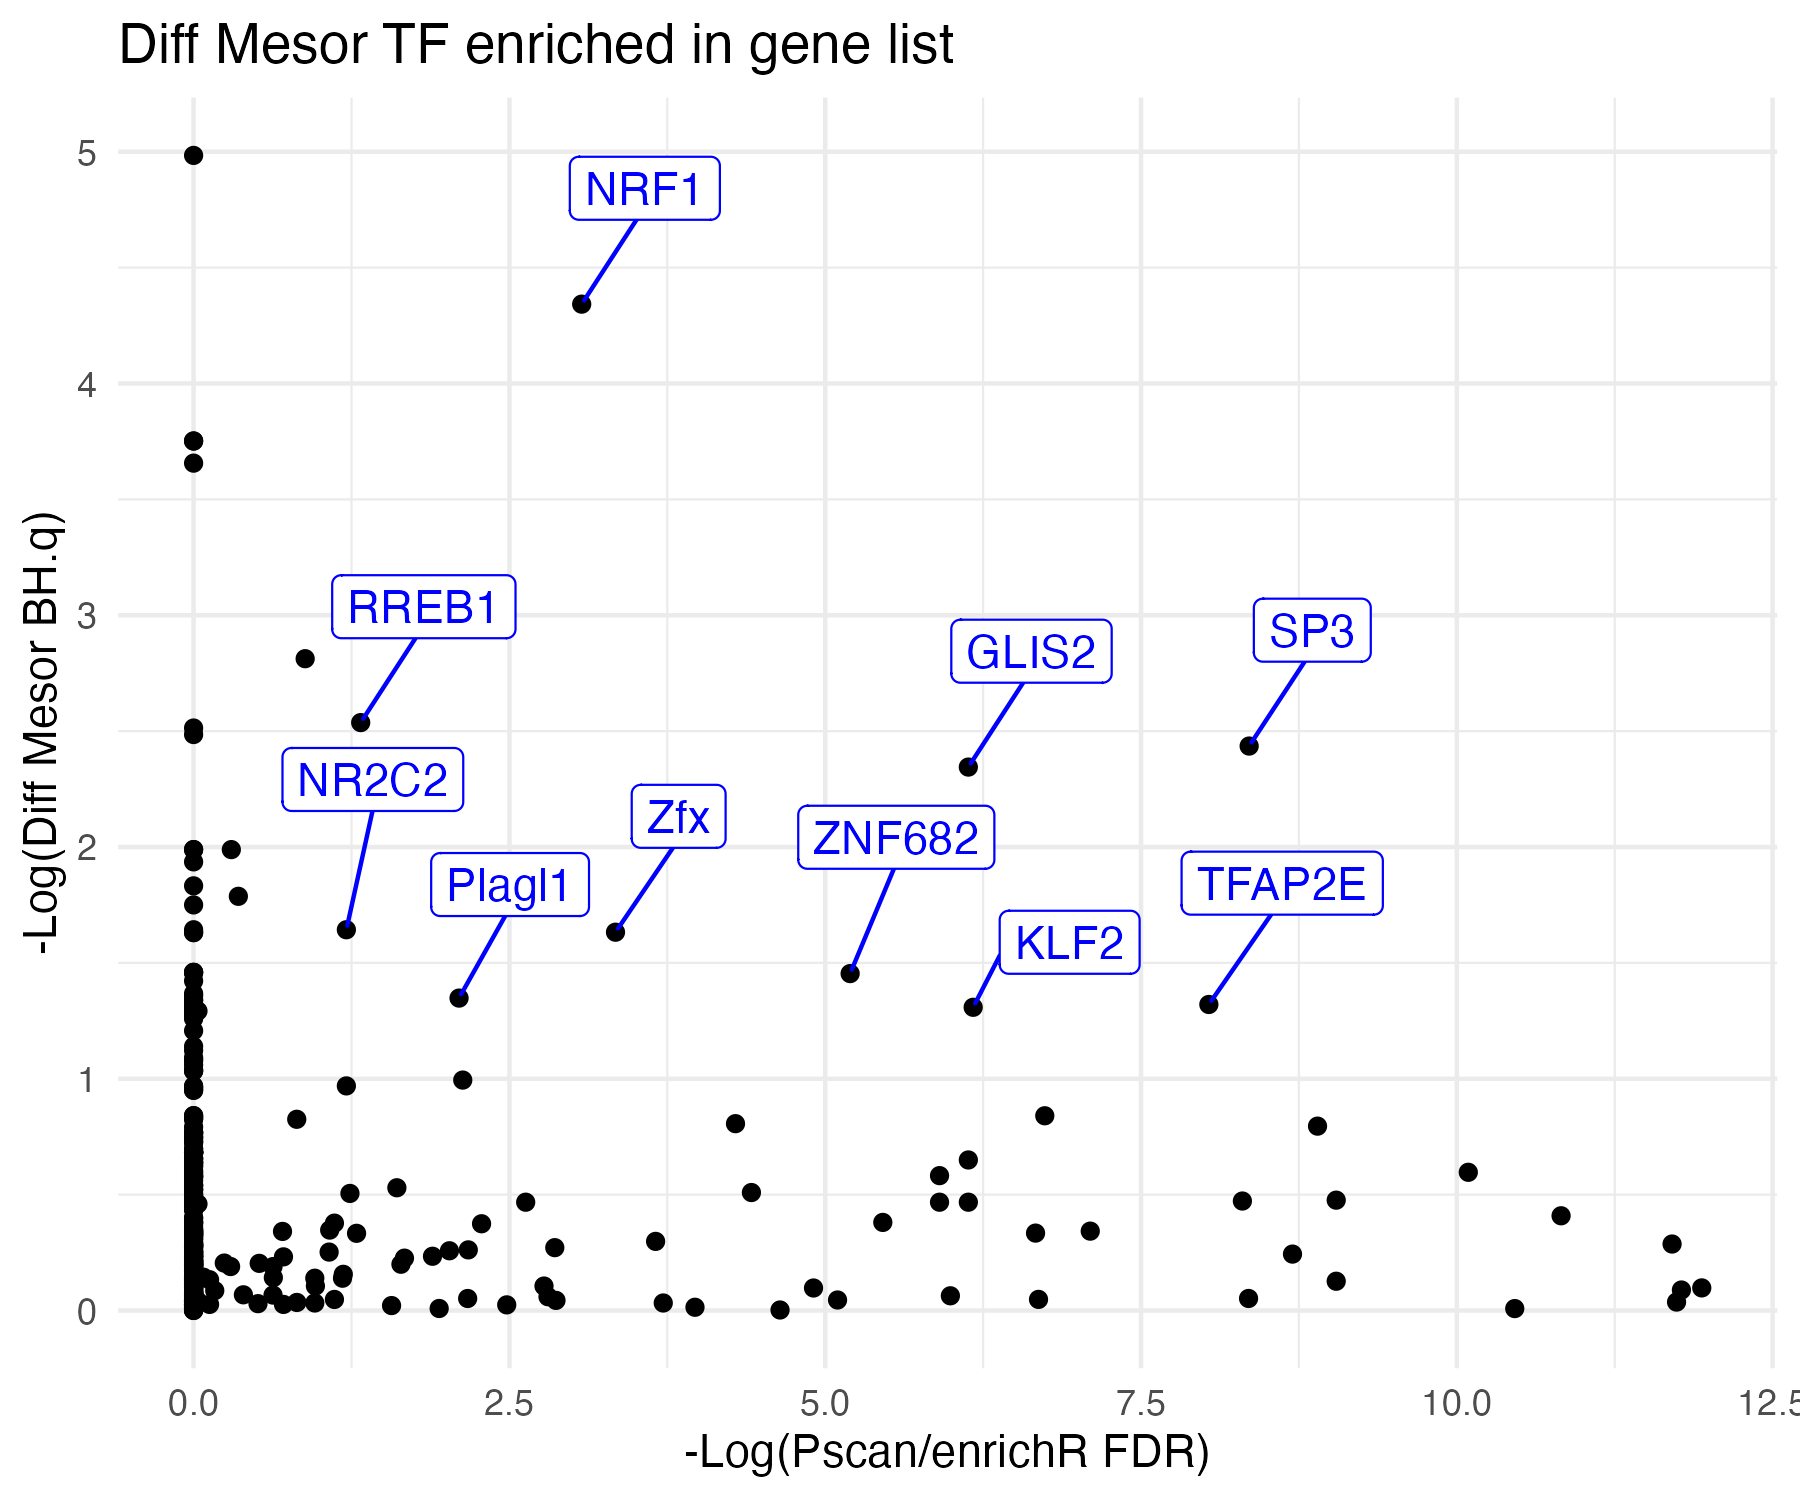 Diff Mesor TF enriched in gene list
-Log(Diff Mesor BH.q)
5
4
3
2
1
0
NRF1
RREB1
GLIS2
SP3
NR2C2
Zfx
ZNF682
Plagl1
TFAP2E
KLF2
0.0
2.5
5.0
7.5
10.0
12.5
-Log(Pscan/enrichR FDR)